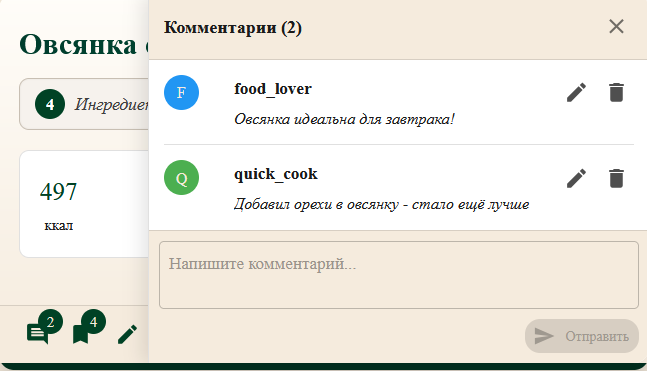 Овсянка
4 Ингредиен
497
ккал
2
4
Комментарии (2)
F
food_lover
Овсянка идеальна для завтрака!
Q
quick_cook
Добавил орехи в овсянку - стало ещё лучше
Напишите комментарий...
Отправить